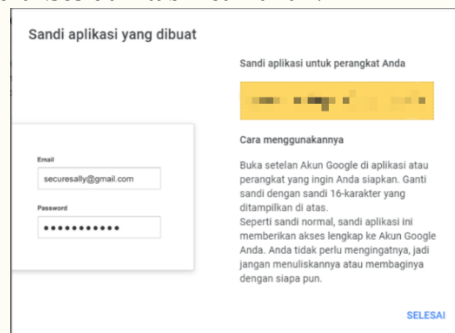 Sandi aplikasi yang dibuat
Sandi aplikasi untuk perangkat Anda
Cara menggunakannya
Buka setelan Akun Google di aplikasi atau
perangkat yang ingin Anda siapkan. Ganti
sandi dengan sandi 16-karakter yang
ditampilkan di atas.
Seperti sandi normal, sandi aplikasi ini
memberikan akses lengkap ke Akun Google
Anda. Anda tidak perlu mengingatnya, jadi
jangan menuliskannya atau membaginya
dengan siapa pun.
Email
securesally@gmail.com
Password
SELESAI